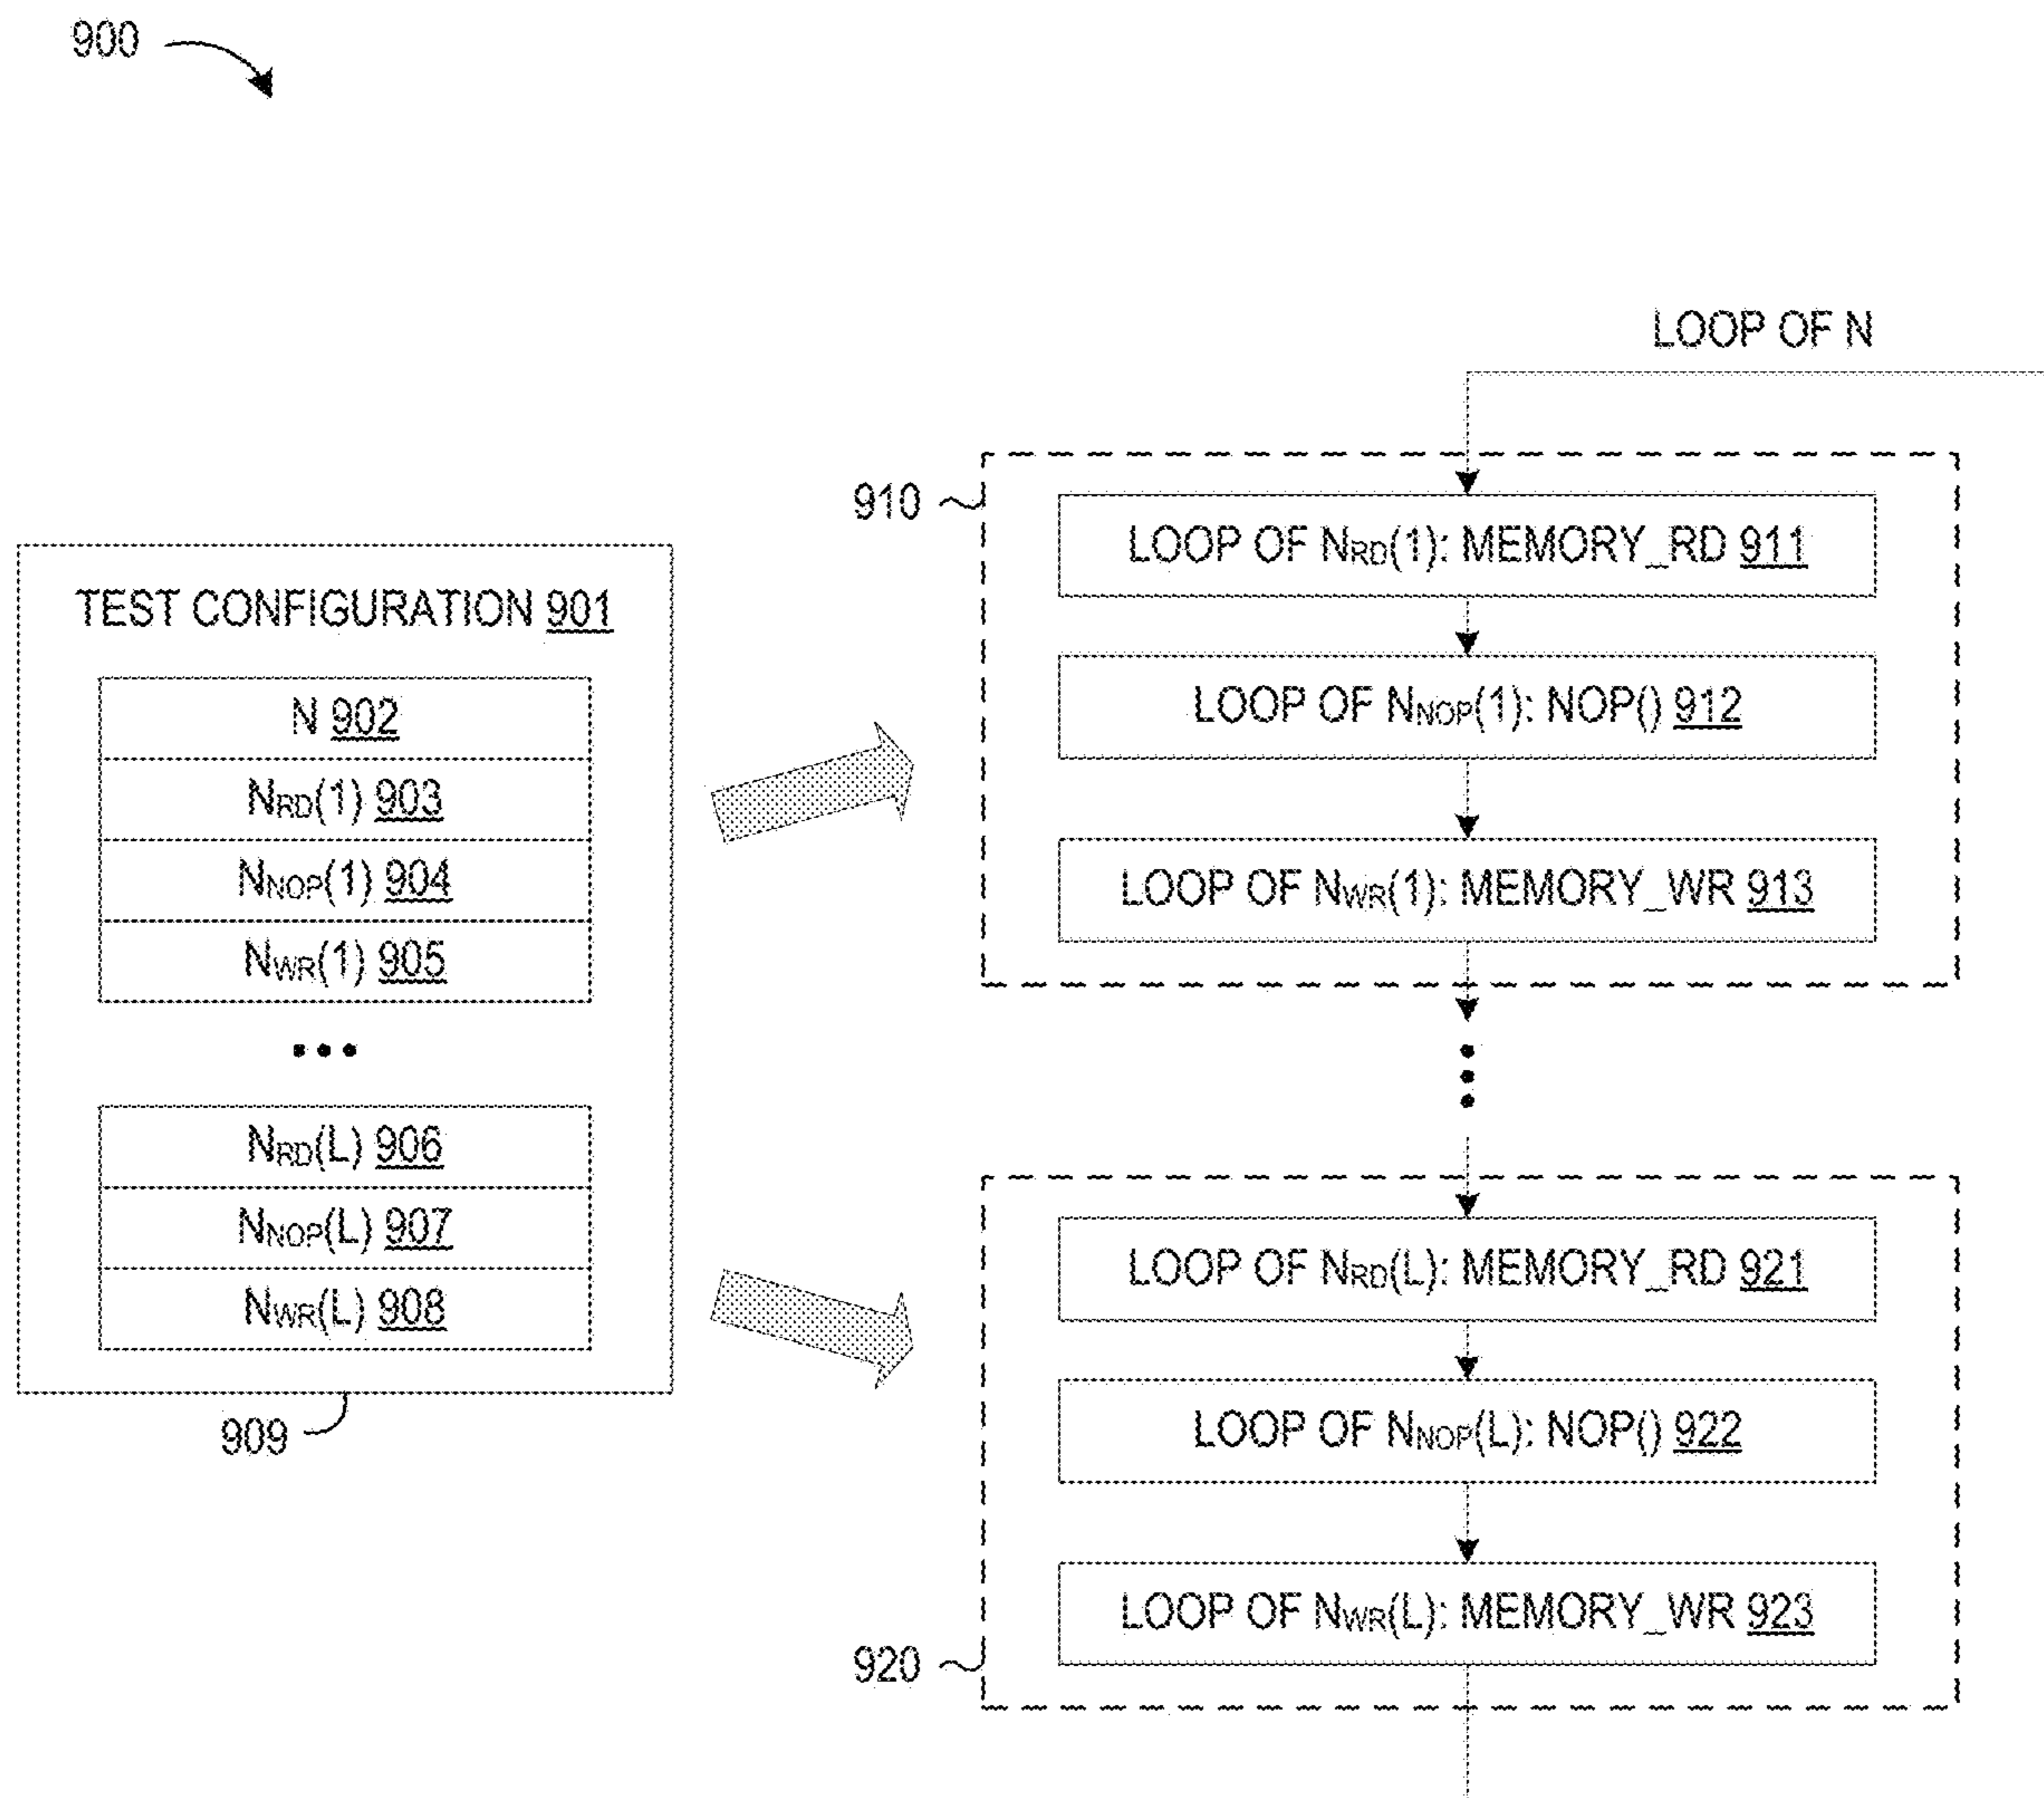 900
LOOP OF N
910
LOOP OF NRD(1): MEMORY_RD 911
LOOP OF NNOP(1): NOP() 912
LOOP OF NWR(1): MEMORY_WR 913
TEST CONFIGURATION 901
N 902
NRD(1) 903
NNOP(1) 904
NWR(1) 905
•••
NRD(L) 906
NNOP(L) 907
NWR(L) 908
909
LOOP OF NRD(L): MEMORY_RD 921
LOOP OF NNOP(L): NOP() 922
LOOP OF NWR(L): MEMORY_WR 923
920